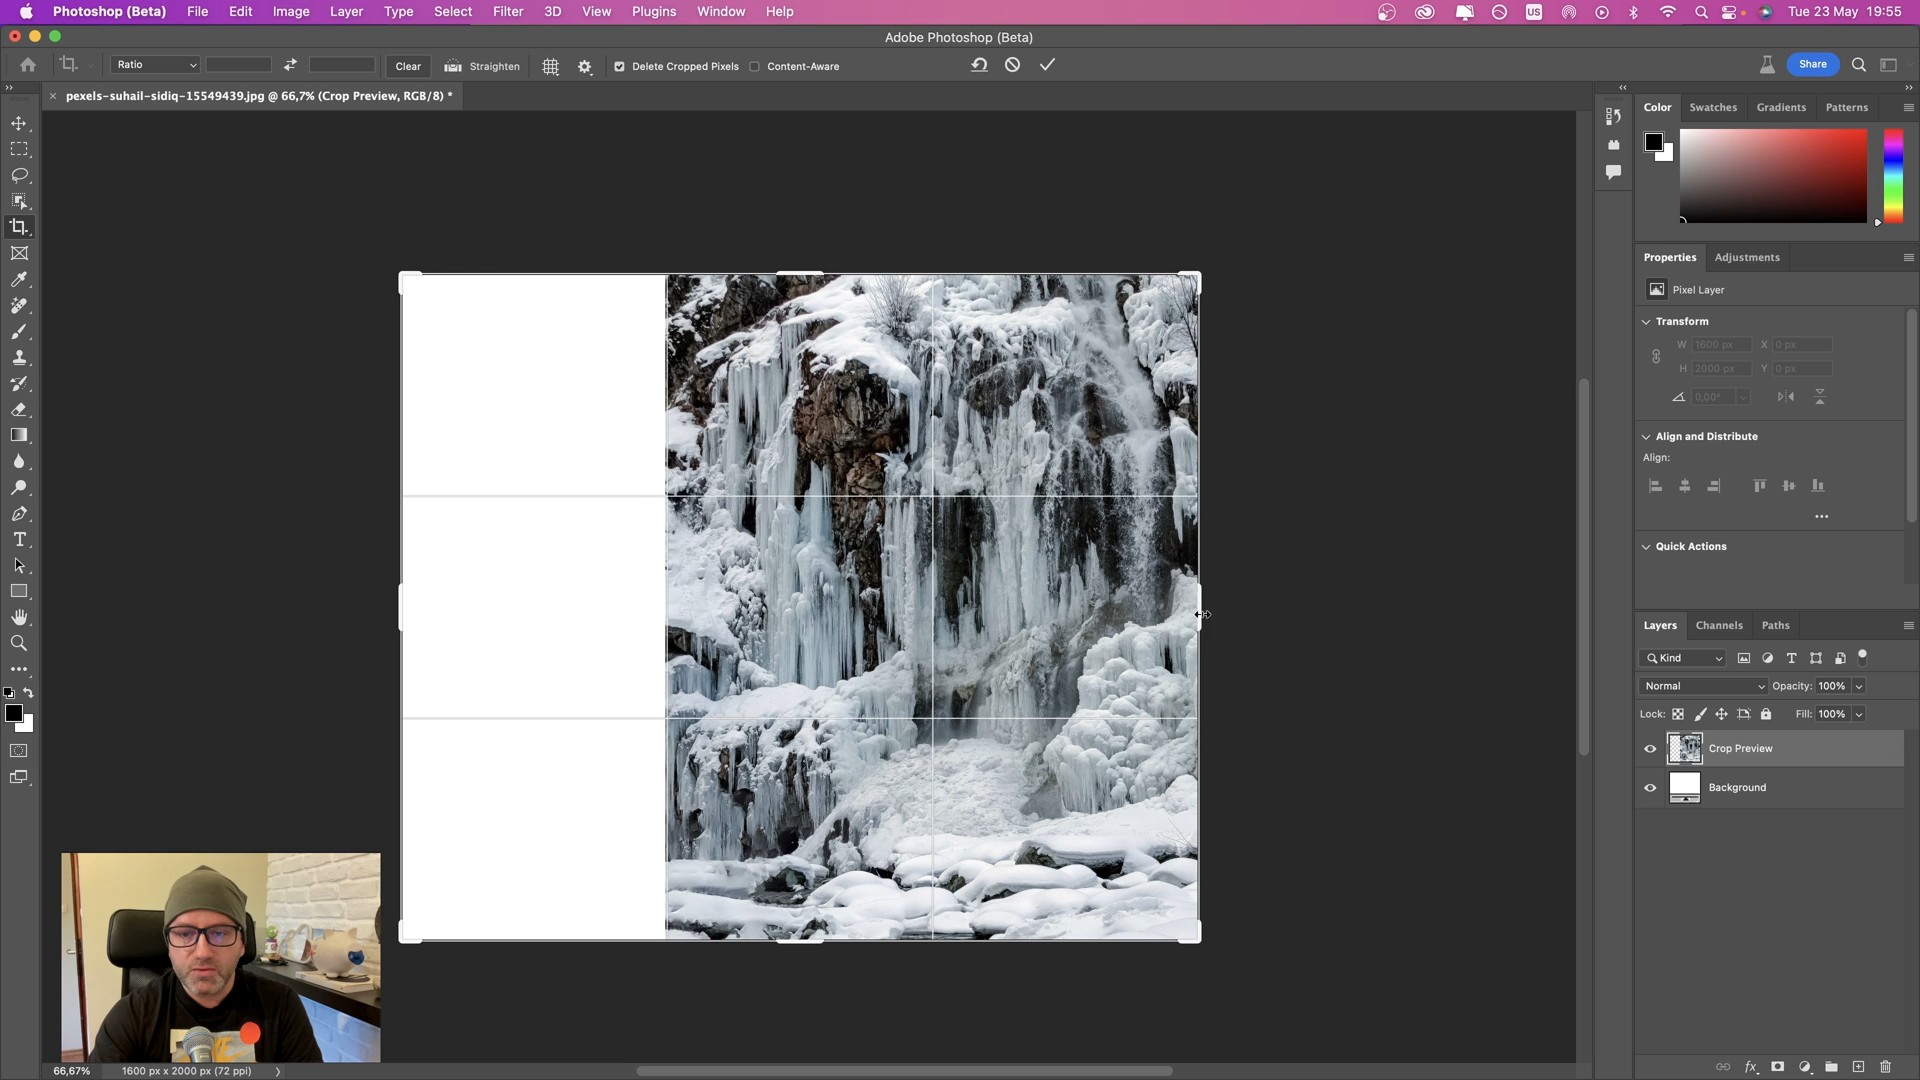 Photoshop (Beta) File Edit Image Layer Type Select Filter 3D View Plugins Window Help US Tue 23 May 19:55
Adobe Photoshop (Beta)
Ratio Clear Straighten Delete Cropped Pixels Content-Aware Share
pexels-suhail-sidiq-15549439.jpg @ 66,7% (Crop Preview, RGB/8) *
Color Swatches Gradients Patterns
Properties Adjustments
Pixel Layer
Transform
W 1600 px X 0 px
H 2000 px Y 0 px
0,00°
Align and Distribute
Align:
Quick Actions
Layers Channels Paths
Kind
Normal Opacity: 100%
Lock: Fill: 100%
Crop Preview
Background
66,67% 1600 px x 2000 px (72 ppi)